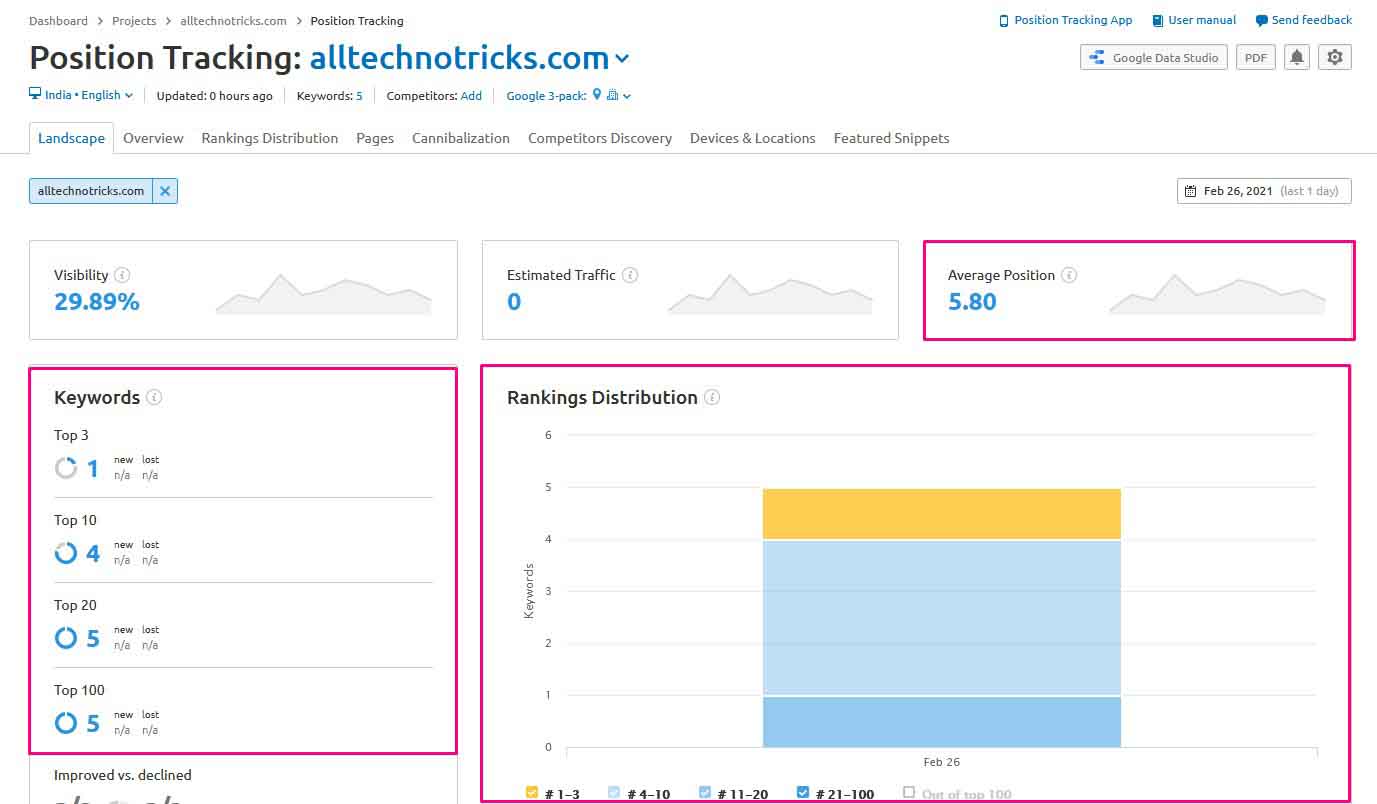 Dashboard > Projects > alltechnotricks.com > Position Tracking
Position Tracking App User manual Send feedback
Position Tracking: alltechnotricks.com
Google Data Studio PDF
India • English Updated: 0 hours ago Keywords: 5 Competitors: Add Google 3-pack:
Landscape Overview Rankings Distribution Pages Cannibalization Competitors Discovery Devices & Locations Featured Snippets
alltechnotricks.com
Feb 26, 2021 (last 1 day)
Visibility
29.89%
Estimated Traffic
0
Average Position
5.80
Keywords
Top 3
1 new lost
n/a n/a
Top 10
4 new lost
n/a n/a
Top 20
5 new lost
n/a n/a
Top 100
5 new lost
n/a n/a
Improved vs. declined
Rankings Distribution
Keywords
6
5
4
3
2
1
0
Feb 26
# 1–3 # 4–10 # 11–20 # 21–100 Out of top 100